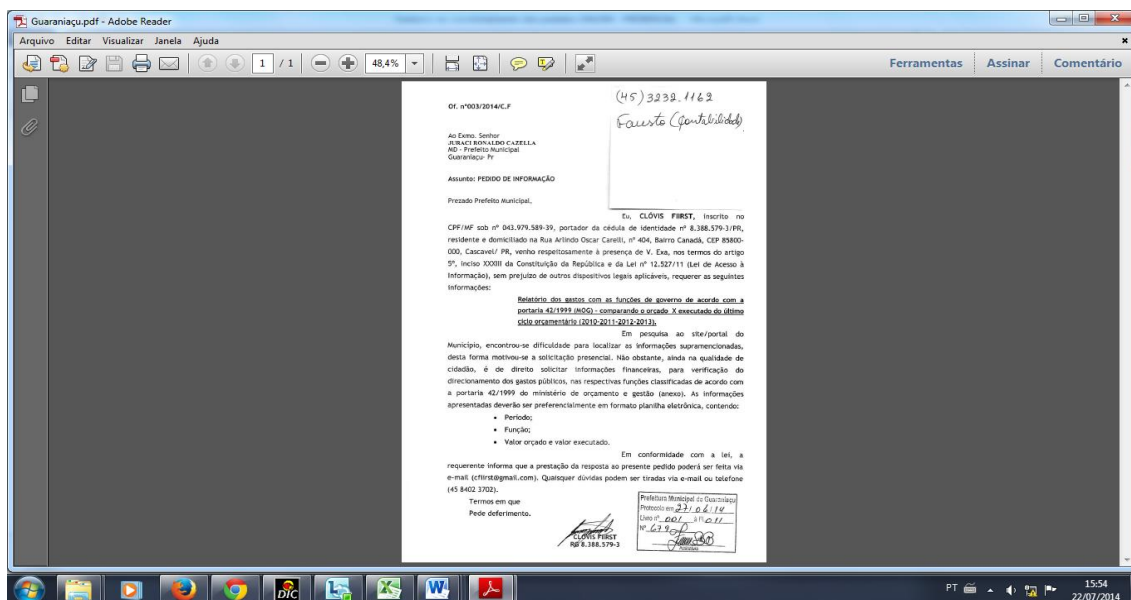 Guaraniaçu.pdf - Adobe Reader
Arquivo Editar Visualizar Janela Ajuda
1 / 1 48,4% Ferramentas Assinar Comentário
(45) 3232.1162
Fausto (Contabilidade)
Of. nº003/2014/C.F
Ao Exmo. Senhor
JURACI RONALDO CAZELLA
MD - Prefeito Municipal
Guaraniaçu- Pr
Assunto: PEDIDO DE INFORMAÇÃO
Prezado Prefeito Municipal,
Eu, CLÓVIS FIIRST, inscrito no
CPF/MF sob nº 043.979.589-39, portador da cédula de identidade nº 8.388.579-3/PR,
residente e domiciliado na Rua Arlindo Oscar Carelli, nº 404, Bairro Canadá, CEP 85800-
000, Cascavel/ PR, venho respeitosamente à presença de V. Exa, nos termos do artigo
5º, inciso XXXIII da Constituição da República e da Lei nº 12.527/11 (Lei de Acesso à
Informação), sem prejuízo de outros dispositivos legais aplicáveis, requerer as seguintes
informações:
Relatório dos gastos com as funções de governo de acordo com a
portaria 42/1999 (MOG) - comparando o orçado X executado do último
ciclo orçamentário (2010-2011-2012-2013).
Em pesquisa ao site/portal do
Município, encontrou-se dificuldade para localizar as informações supramencionadas,
desta forma motivou-se a solicitação presencial. Não obstante, ainda na qualidade de
cidadão, é de direito solicitar informações financeiras, para verificação do
direcionamento dos gastos públicos, nas respectivas funções classificadas de acordo com
a portaria 42/1999 do ministério de orçamento e gestão (anexo). As informações
apresentadas deverão ser preferencialmente em formato planilha eletrônica, contendo:
• Período;
• Função;
• Valor orçado e valor executado.
Em conformidade com a lei, a
requerente informa que a prestação da resposta ao presente pedido poderá ser feita via
e-mail (cfiirst@gmail.com). Quaisquer dúvidas podem ser tiradas via e-mail ou telefone
(45 8402 3702).
Termos em que
Pede deferimento.
CLÓVIS FIIRST
RG 8.388.579-3
Prefeitura Municipal de Guaraniaçu
Protocolo em 27/06/14
Livro nº 001 à fl 011
Nº 679
PT 15:54
22/07/2014